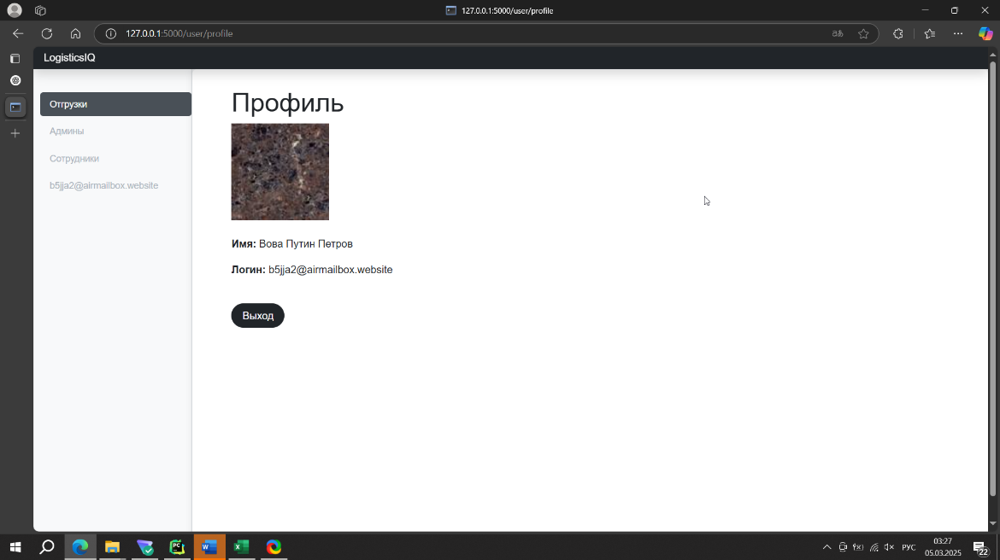 127.0.0.1:5000/user/profile
127.0.0.1:5000/user/profile
aあ
LogisticsIQ
Отгрузки
Админы
Сотрудники
b5jja2@airmailbox.website
Профиль
Имя: Вова Путин Петров
Логин: b5jja2@airmailbox.website
Выход
РУС
03:27
05.03.2025
22